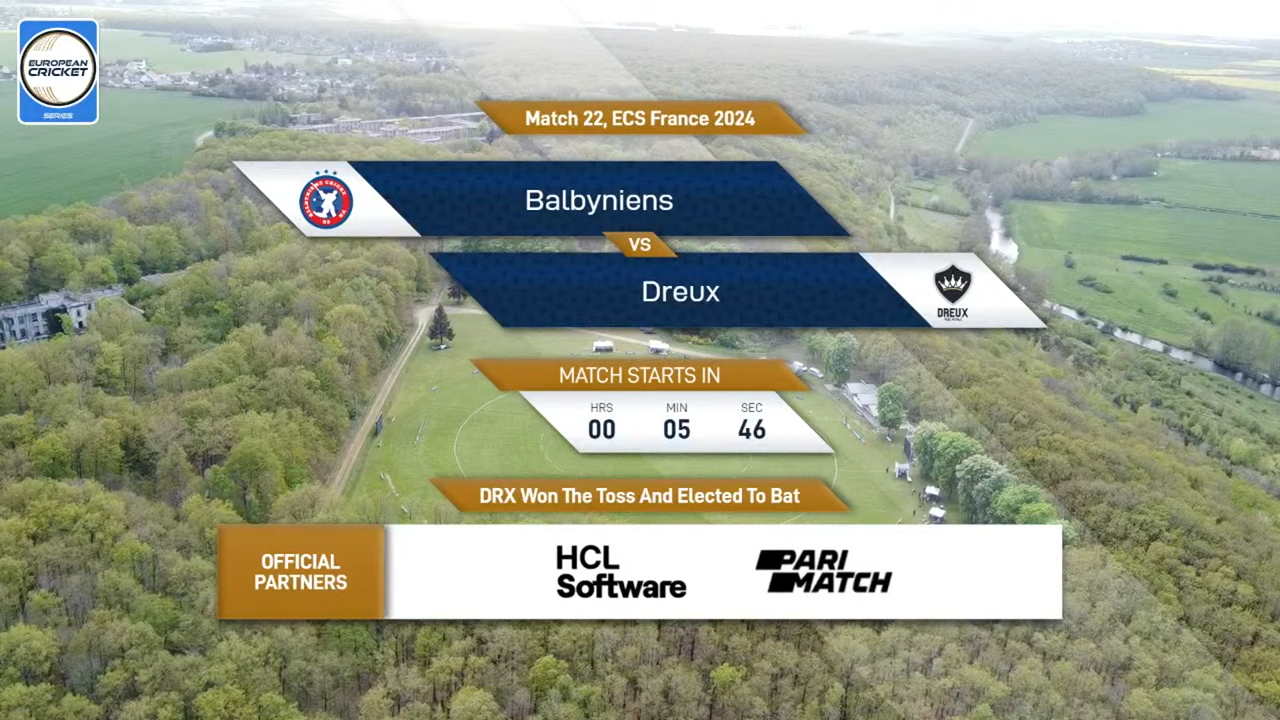 EUROPEAN
CRICKET
SERIES
Match 22, ECS France 2024
Balbyniens
VS
Dreux
DREUX
MATCH STARTS IN
HRS MIN SEC
00 05 46
DRX Won The Toss And Elected To Bat
OFFICIAL
PARTNERS
HCL
Software
PARI
MATCH